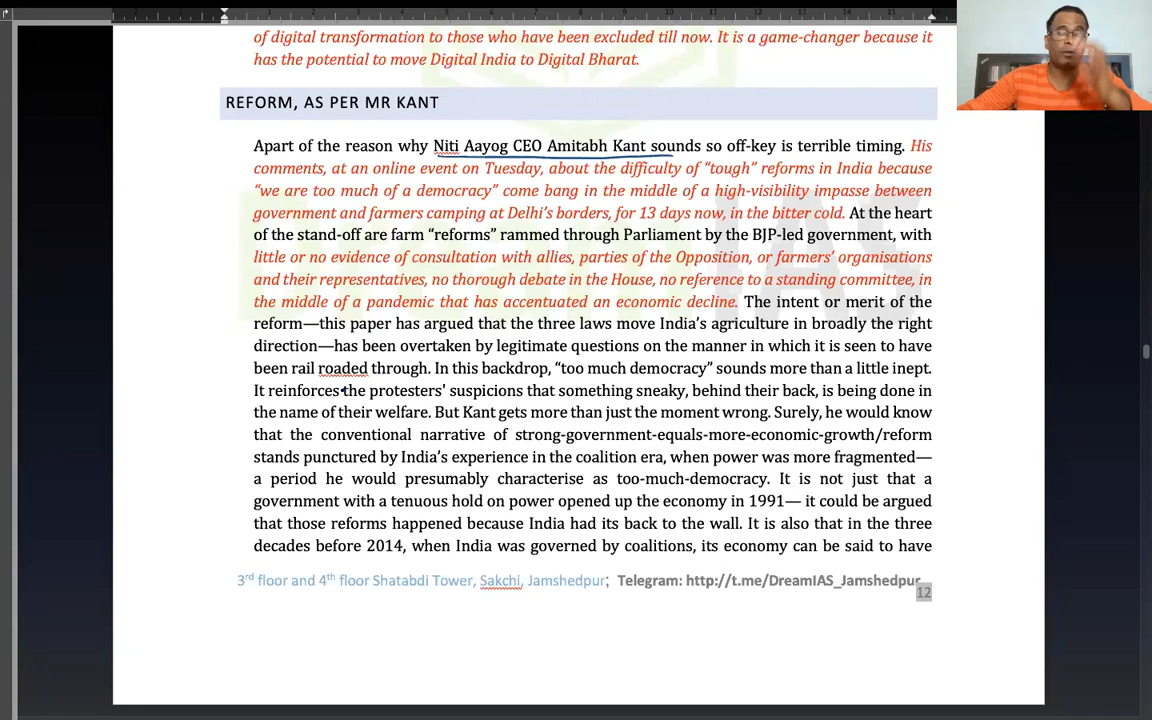 of digital transformation to those who have been excluded till now. It is a game-changer because it
has the potential to move Digital India to Digital Bharat.
REFORM, AS PER MR KANT
Apart of the reason why Niti Aayog CEO Amitabh Kant sounds so off-key is terrible timing. His
comments, at an online event on Tuesday, about the difficulty of “tough” reforms in India because
“we are too much of a democracy” come bang in the middle of a high-visibility impasse between
government and farmers camping at Delhi’s borders, for 13 days now, in the bitter cold. At the heart
of the stand-off are farm “reforms” rammed through Parliament by the BJP-led government, with
little or no evidence of consultation with allies, parties of the Opposition, or farmers’ organisations
and their representatives, no thorough debate in the House, no reference to a standing committee, in
the middle of a pandemic that has accentuated an economic decline. The intent or merit of the
reform—this paper has argued that the three laws move India’s agriculture in broadly the right
direction—has been overtaken by legitimate questions on the manner in which it is seen to have
been rail roaded through. In this backdrop, “too much democracy” sounds more than a little inept.
It reinforces the protesters' suspicions that something sneaky, behind their back, is being done in
the name of their welfare. But Kant gets more than just the moment wrong. Surely, he would know
that the conventional narrative of strong-government-equals-more-economic-growth/reform
stands punctured by India’s experience in the coalition era, when power was more fragmented—
a period he would presumably characterise as too-much-democracy. It is not just that a
government with a tenuous hold on power opened up the economy in 1991— it could be argued
that those reforms happened because India had its back to the wall. It is also that in the three
decades before 2014, when India was governed by coalitions, its economy can be said to have
3rd floor and 4th floor Shatabdi Tower, Sakchi, Jamshedpur; Telegram: http://t.me/DreamIAS_Jamshedpur
12